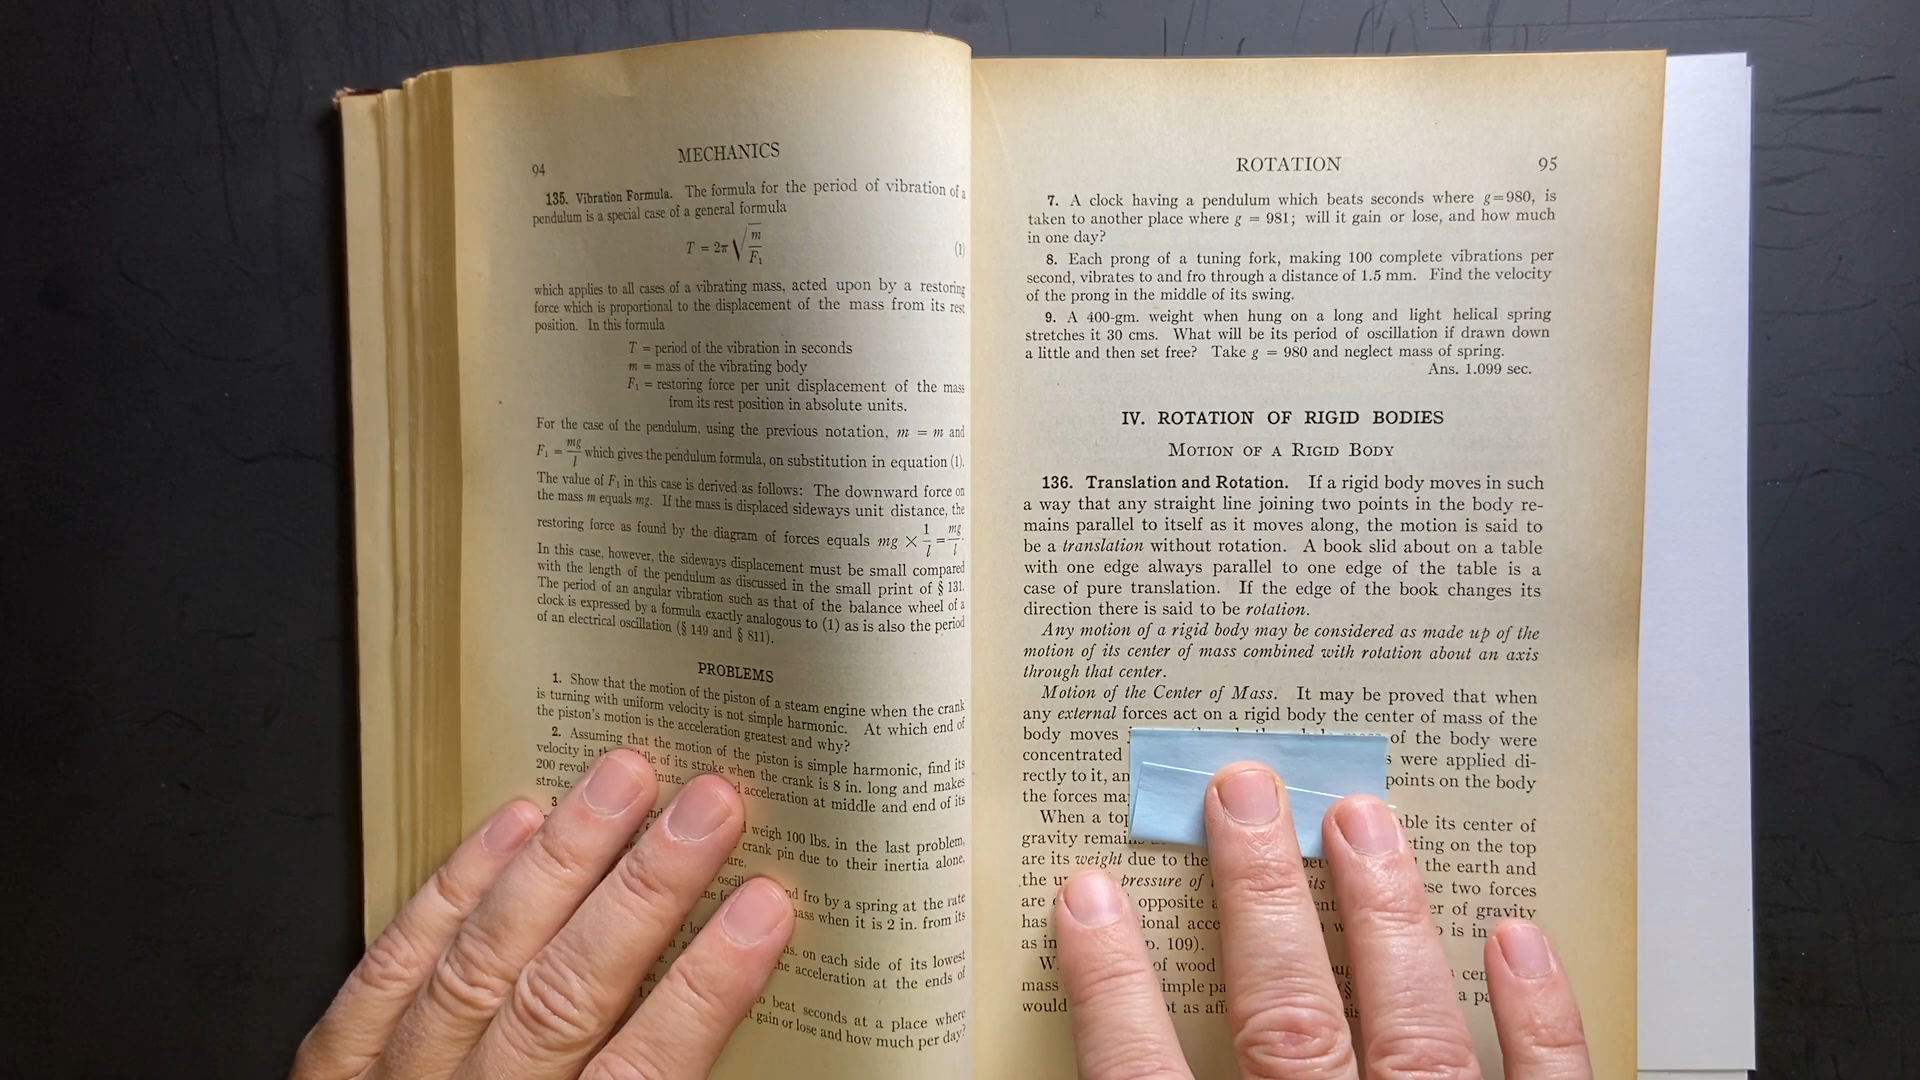 94
MECHANICS
135. Vibration Formula. The formula for the period of vibration of a
pendulum is a special case of a general formula
T = 2π √(m/F₁) (1)
which applies to all cases of a vibrating mass, acted upon by a restoring
force which is proportional to the displacement of the mass from its rest
position. In this formula
T = period of the vibration in seconds
m = mass of the vibrating body
F₁ = restoring force per unit displacement of the mass
from its rest position in absolute units.
For the case of the pendulum, using the previous notation, m = m and
F₁ = mg/l which gives the pendulum formula, on substitution in equation (1).
The value of F₁ in this case is derived as follows: The downward force on
the mass m equals mg. If the mass is displaced sideways unit distance, the
restoring force as found by the diagram of forces equals mg × 1/l = mg/l.
In this case, however, the sideways displacement must be small compared
with the length of the pendulum as discussed in the small print of § 131.
The period of an angular vibration such as that of the balance wheel of a
clock is expressed by a formula exactly analogous to (1) as is also the period
of an electrical oscillation (§ 149 and § 811).
PROBLEMS
1. Show that the motion of the piston of a steam engine when the crank
is turning with uniform velocity is not simple harmonic. At which end of
the piston's motion is the acceleration greatest and why?
2. Assuming that the motion of the piston is simple harmonic, find its
velocity in of its stroke when the crank is 8 in. long and makes
200 acceleration at middle and end of its
stroke.
3 weigh 100 lbs. in the last problem,
crank pin due to their inertia alone,
fro by a spring at the rate
when it is 2 in. from its
on each side of its lowest
acceleration at the ends of
beat seconds at a place where
gain or lose and how much per day?
ROTATION
95
7. A clock having a pendulum which beats seconds where g=980, is
taken to another place where g = 981; will it gain or lose, and how much
in one day?
8. Each prong of a tuning fork, making 100 complete vibrations per
second, vibrates to and fro through a distance of 1.5 mm. Find the velocity
of the prong in the middle of its swing.
9. A 400-gm. weight when hung on a long and light helical spring
stretches it 30 cms. What will be its period of oscillation if drawn down
a little and then set free? Take g = 980 and neglect mass of spring.
Ans. 1.099 sec.
IV. ROTATION OF RIGID BODIES
MOTION OF A RIGID BODY
136. Translation and Rotation. If a rigid body moves in such
a way that any straight line joining two points in the body re-
mains parallel to itself as it moves along, the motion is said to
be a translation without rotation. A book slid about on a table
with one edge always parallel to one edge of the table is a
case of pure translation. If the edge of the book changes its
direction there is said to be rotation.
Any motion of a rigid body may be considered as made up of the
motion of its center of mass combined with rotation about an axis
through that center.
Motion of the Center of Mass. It may be proved that when
any external forces act on a rigid body the center of mass of the
body moves of the body were
concentrated were applied di-
rectly to it, points on the body
the forces
When a its center of
gravity on the top
are its weight due to the the earth and
the pressure of its two forces
are opposite of gravity
has is in
as in p. 109).
of wood
mass
would as